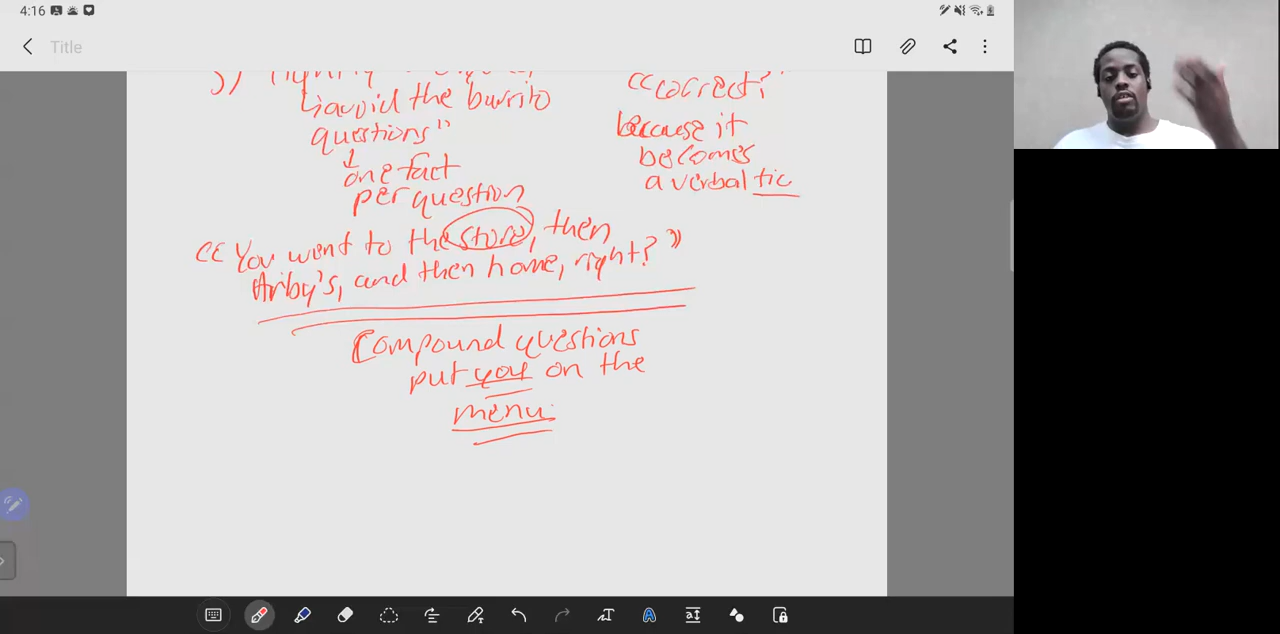 4:16
Title
3)
↳avoid the burrito
questions"
↓
one fact
per question
"correct?"
because it
becomes
a verbal tic
"You went to the store, then
Arby's, and then home, right?"
Compound questions
put you on the
menu.